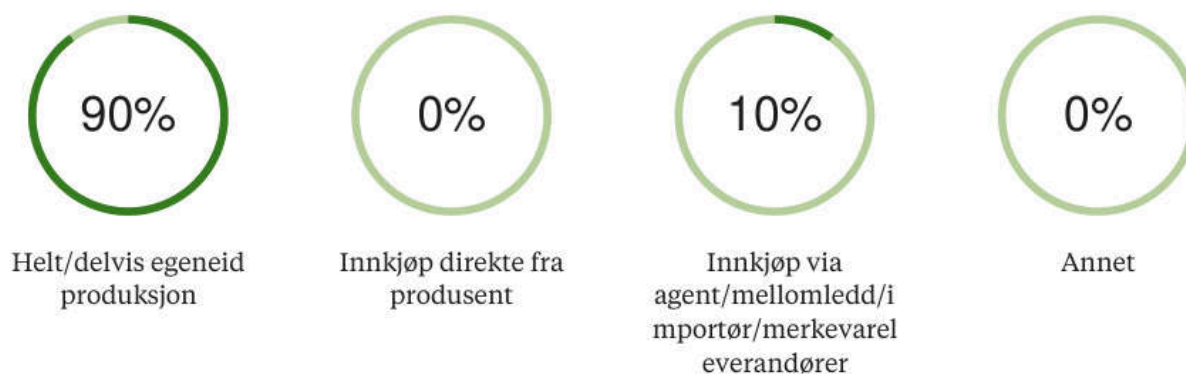 90%
Helt/delvis egeneid
produksjon
0%
Innkjøp direkte fra
produsent
10%
Innkjøp via
agent/mellomledd/i
mportør/merkevarel
everandører
0%
Annet